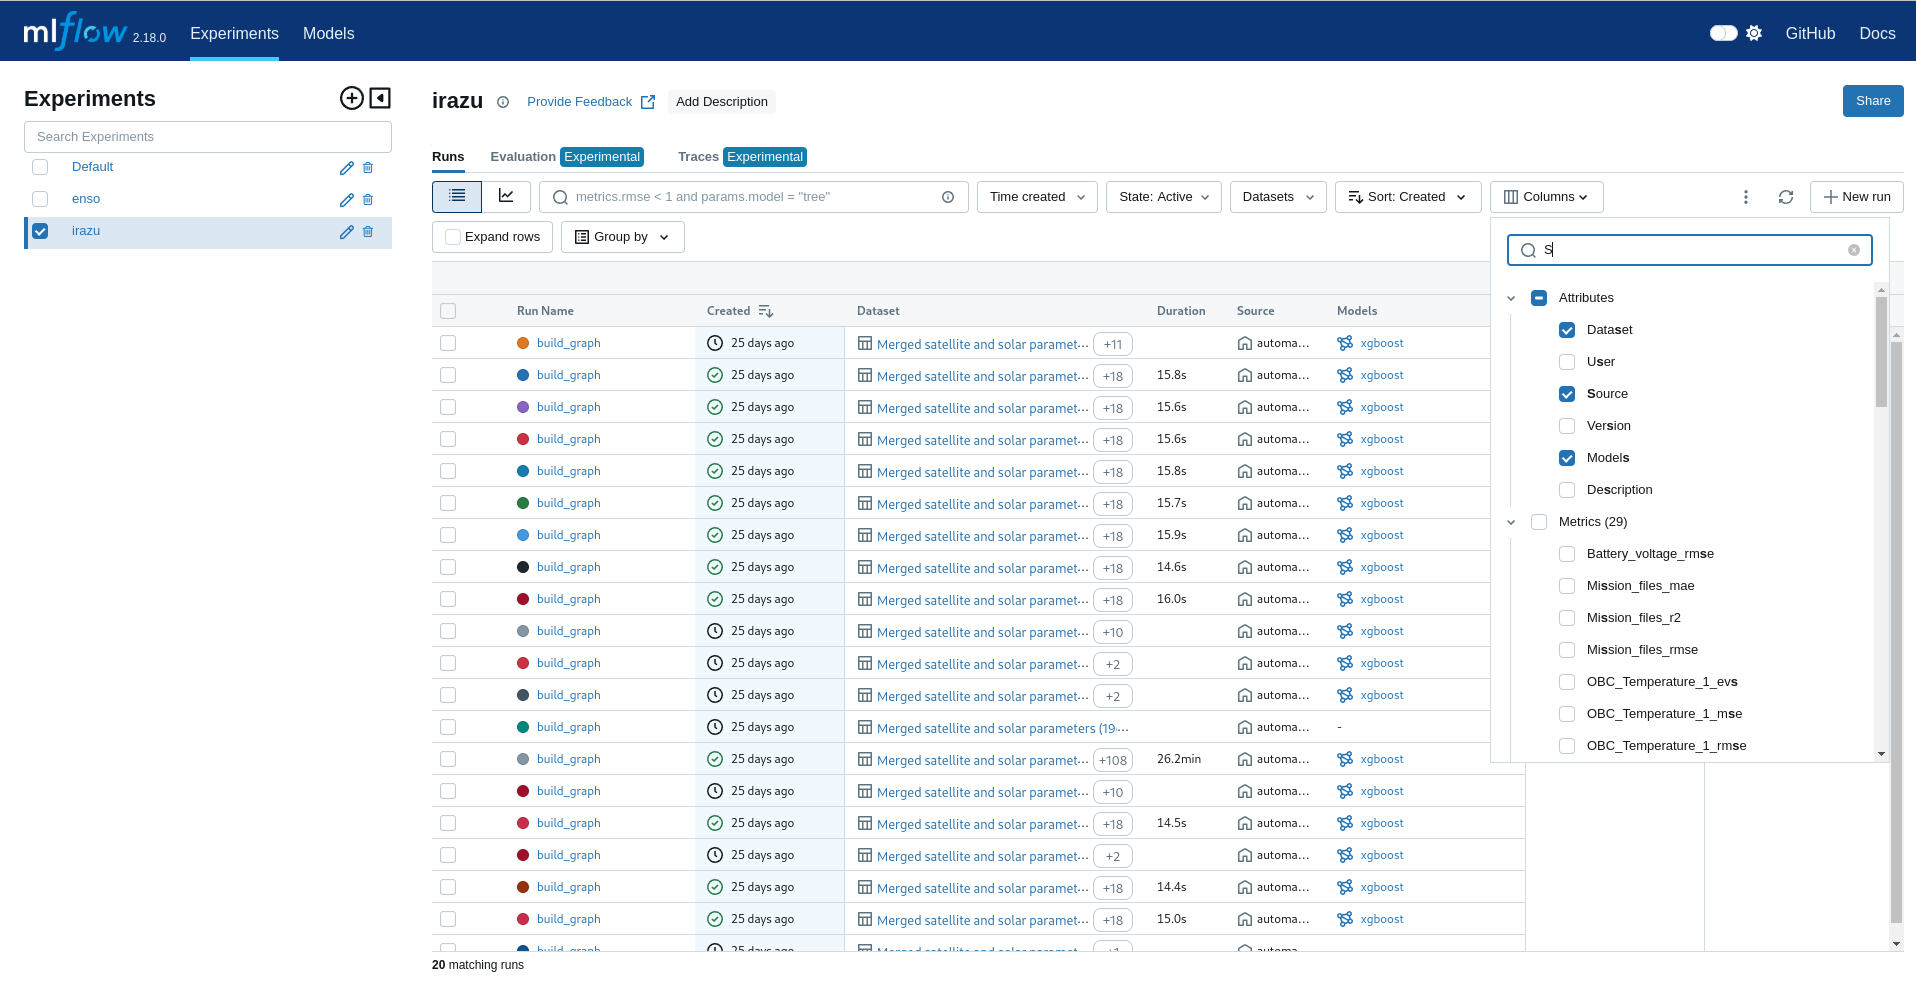 mlflow 2.18.0 Experiments Models GitHub Docs
Experiments
Search Experiments
Default
enso
irazu
irazu Provide Feedback Add Description Share
Runs Evaluation Experimental Traces Experimental
metrics.rmse < 1 and params.model = "tree" Time created State: Active Datasets Sort: Created Columns New run
Expand rows Group by
Run Name Created Dataset Duration Source Models
build_graph 25 days ago Merged satellite and solar paramet... +11 automa... xgboost
build_graph 25 days ago Merged satellite and solar paramet... +18 15.8s automa... xgboost
build_graph 25 days ago Merged satellite and solar paramet... +18 15.6s automa... xgboost
build_graph 25 days ago Merged satellite and solar paramet... +18 15.6s automa... xgboost
build_graph 25 days ago Merged satellite and solar paramet... +18 15.8s automa... xgboost
build_graph 25 days ago Merged satellite and solar paramet... +18 15.7s automa... xgboost
build_graph 25 days ago Merged satellite and solar paramet... +18 15.9s automa... xgboost
build_graph 25 days ago Merged satellite and solar paramet... +18 14.6s automa... xgboost
build_graph 25 days ago Merged satellite and solar paramet... +18 16.0s automa... xgboost
build_graph 25 days ago Merged satellite and solar paramet... +10 automa... xgboost
build_graph 25 days ago Merged satellite and solar paramet... +2 automa... xgboost
build_graph 25 days ago Merged satellite and solar paramet... +2 automa... xgboost
build_graph 25 days ago Merged satellite and solar parameters (19... automa... -
build_graph 25 days ago Merged satellite and solar paramet... +108 26.2min automa... xgboost
build_graph 25 days ago Merged satellite and solar paramet... +10 automa... xgboost
build_graph 25 days ago Merged satellite and solar paramet... +18 14.5s automa... xgboost
build_graph 25 days ago Merged satellite and solar paramet... +2 automa... xgboost
build_graph 25 days ago Merged satellite and solar paramet... +18 14.4s automa... xgboost
build_graph 25 days ago Merged satellite and solar paramet... +18 15.0s automa... xgboost
build_graph 25 days ago Merged satellite and solar paramet... +1 automa...
20 matching runs
S
Attributes
Dataset
User
Source
Version
Models
Description
Metrics (29)
Battery_voltage_rmse
Mission_files_mae
Mission_files_r2
Mission_files_rmse
OBC_Temperature_1_evs
OBC_Temperature_1_mse
OBC_Temperature_1_rmse